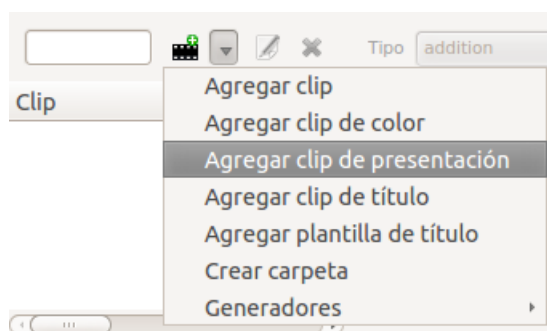 Tipo addition
Clip
Agregar clip
Agregar clip de color
Agregar clip de presentación
Agregar clip de título
Agregar plantilla de título
Crear carpeta
Generadores